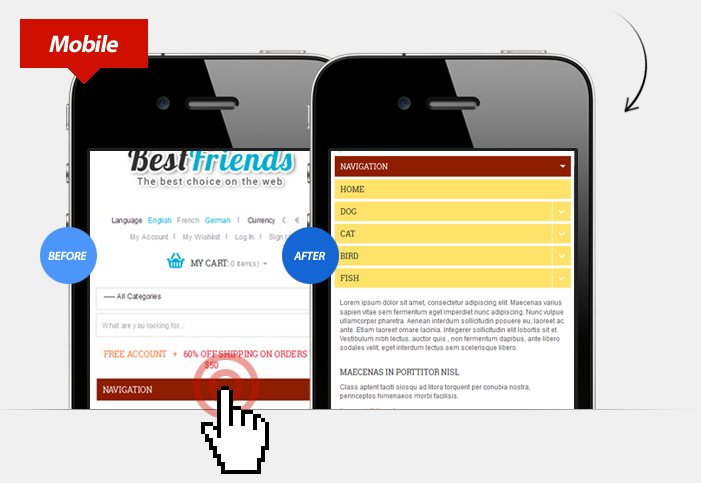 Mobile
BestFriends
The best choice on the web
Language English French German | Currency £ €
My Account | My Wishlist | Log In | Sign
MY CART: 0 item(s)
All Categories
What are you looking for...
FREE ACCOUNT + 60% OFF SHIPPING ON ORDERS
$50
NAVIGATION
BEFORE
AFTER
NAVIGATION
HOME
DOG
CAT
BIRD
FISH
Lorem ipsum dolor sit amet, consectetur adipiscing elit. Maecenas varius
sapien vitae sem fermentum eget imperdiet nunc adipiscing. Nunc vulpue
ullamcorper pharetra. Aenean interdum sollicitudin posuere eu, laoreet ac
ante. Etiam laoreet ornare lacinia. Integerer sollicitudin elit lobortis sit et.
Vestibulum nibh lectus, auctor quis , non fermentum dapibus, ante libero
sodales velit, eget interdum lectus sem scelerisque libero.
MAECENAS IN PORTTITOR NISL
Class aptent taciti siosqu ad litora torquent per conubia nostra,
perinceptos himenaeos morbi facilisis.